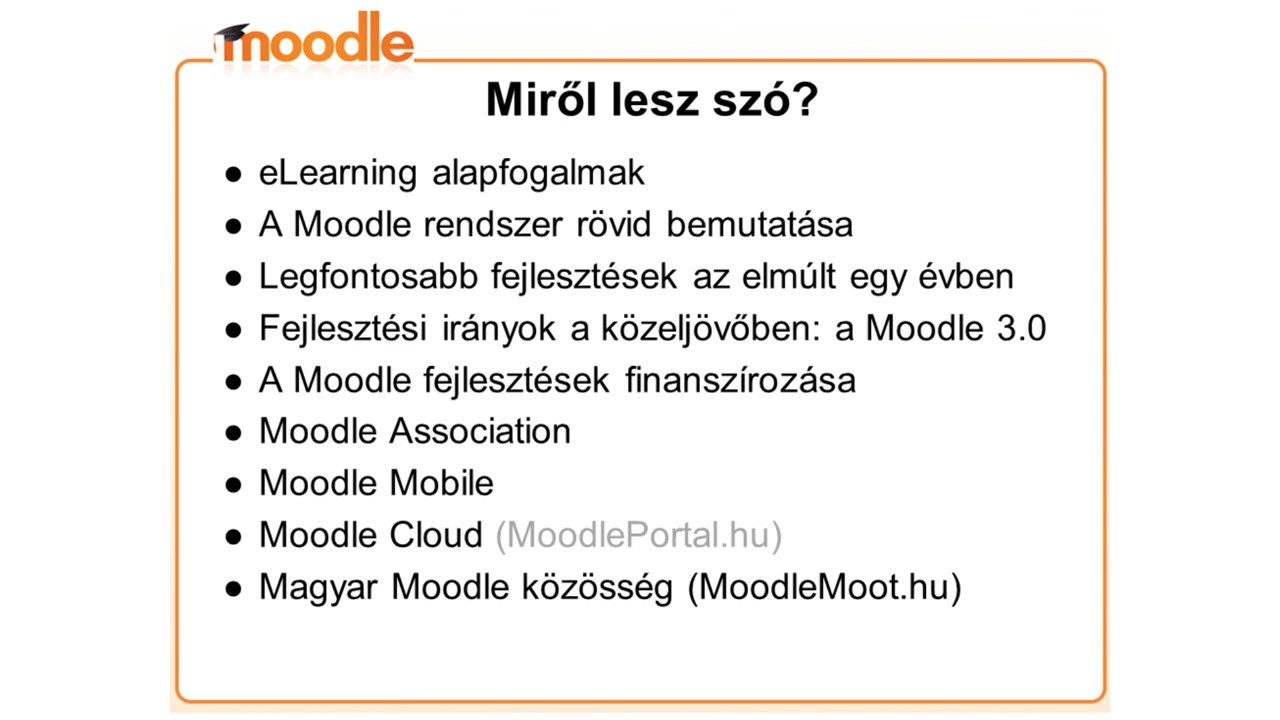 moodle
Miről lesz szó?
● eLearning alapfogalmak
● A Moodle rendszer rövid bemutatása
● Legfontosabb fejlesztések az elmúlt egy évben
● Fejlesztési irányok a közeljövőben: a Moodle 3.0
● A Moodle fejlesztések finanszírozása
● Moodle Association
● Moodle Mobile
● Moodle Cloud (MoodlePortal.hu)
● Magyar Moodle közösség (MoodleMoot.hu)